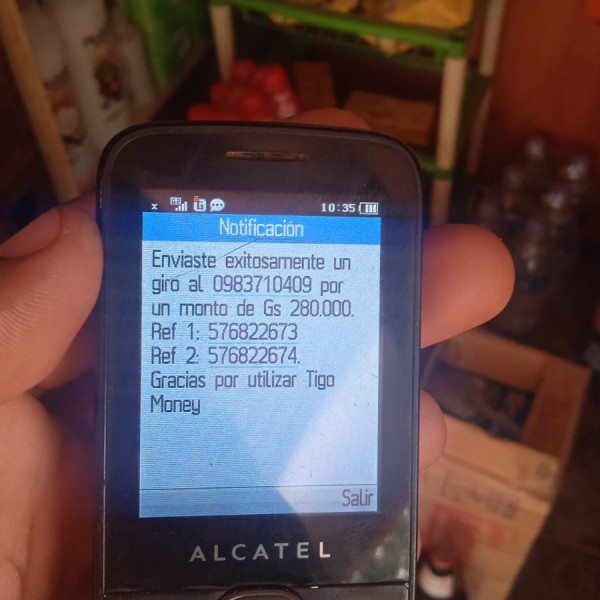 10:35
Notificación
Enviaste exitosamente un
giro al 0983710409 por
un monto de Gs 280.000.
Ref 1: 576822673
Ref 2: 576822674.
Gracias por utilizar Tigo
Money
Salir
ALCATEL